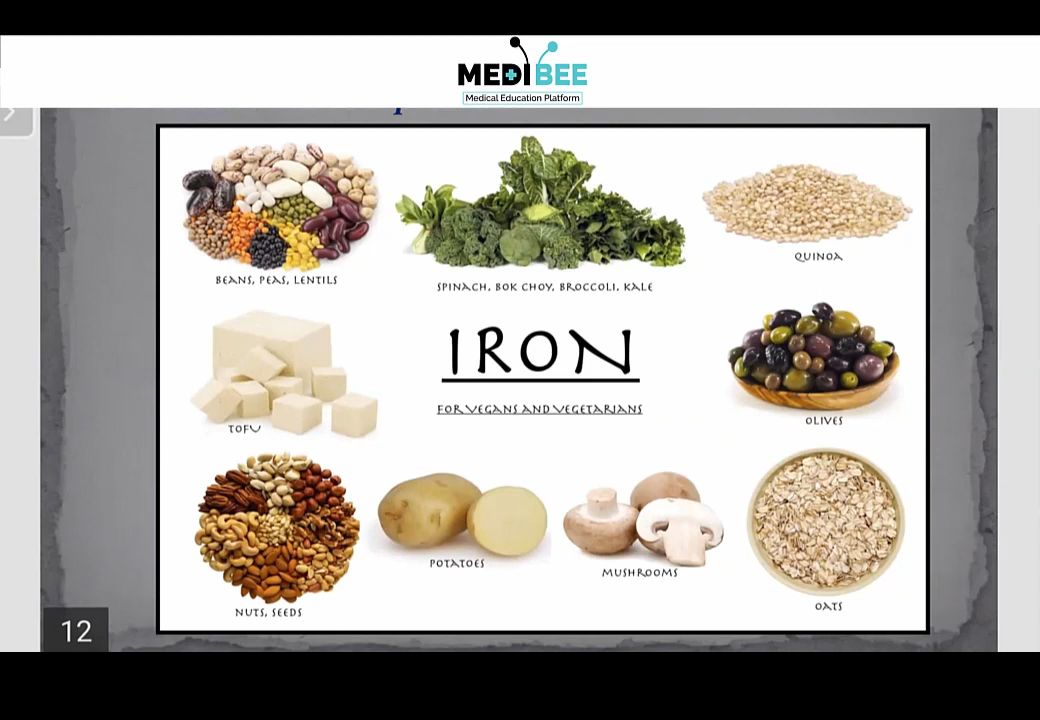 MEDIBEE
Medical Education Platform
BEANS, PEAS, LENTILS
SPINACH, BOK CHOY, BROCCOLI, KALE
QUINOA
IRON
FOR VEGANS AND VEGETARIANS
TOFU
OLIVES
NUTS, SEEDS
POTATOES
MUSHROOMS
OATS
12